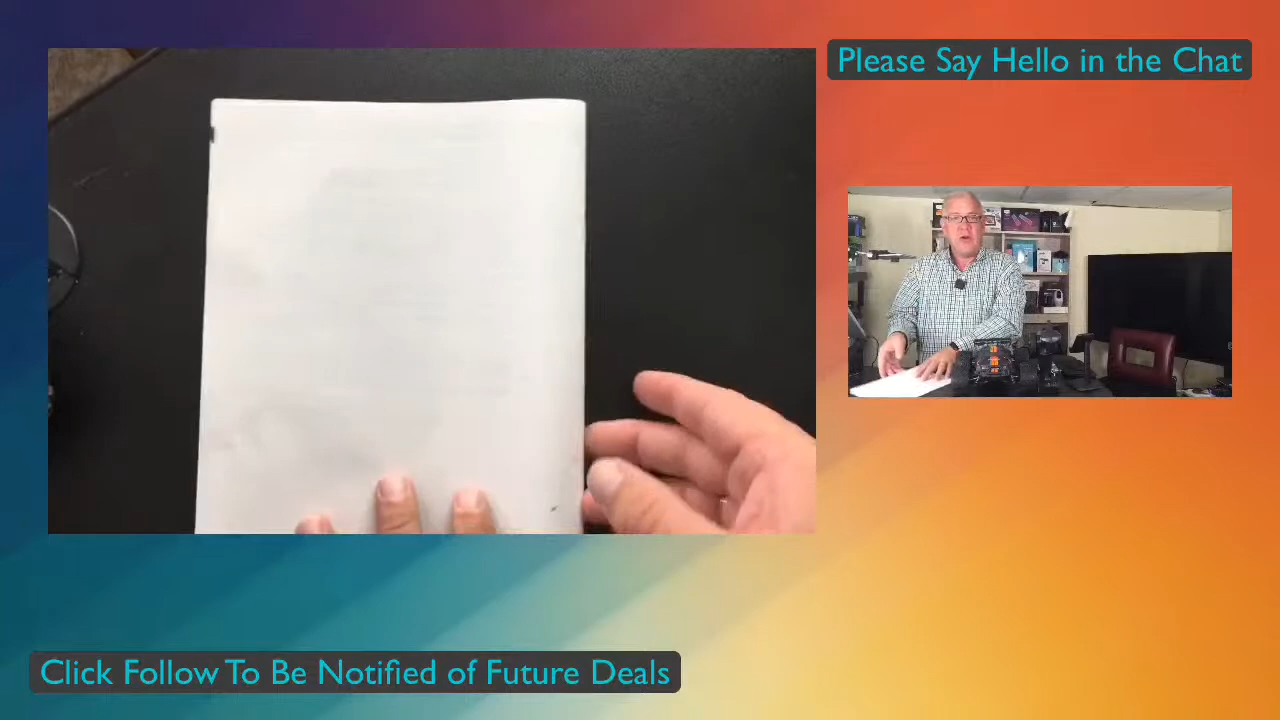 Please Say Hello in the Chat
Click Follow To Be Notified of Future Deals